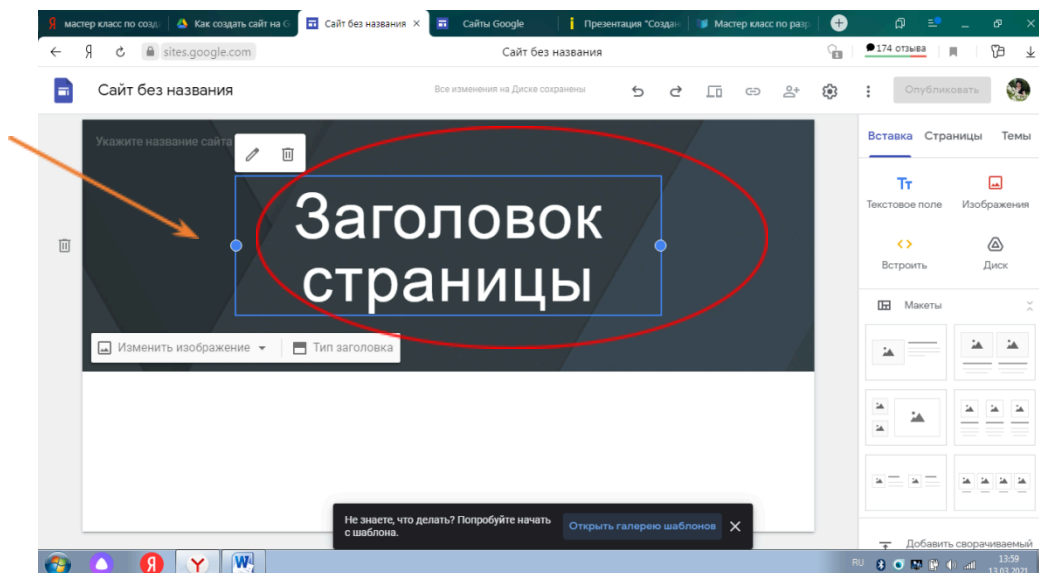 мастер класс по созд
Как создать сайт на G
Сайт без названия
Сайты Google
Презентация "Создан
Мастер класс по разр
sites.google.com
Сайт без названия
174 отзыва
Сайт без названия
Все изменения на Диске сохранены
Опубликовать
Укажите название сайта
Заголовок
страницы
Изменить изображение
Тип заголовка
Вставка
Страницы
Темы
Текстовое поле
Изображения
Встроить
Диск
Макеты
Добавить сворачиваемый
Не знаете, что делать? Попробуйте начать
с шаблона.
Открыть галерею шаблонов
RU
13:59
13.03.2021